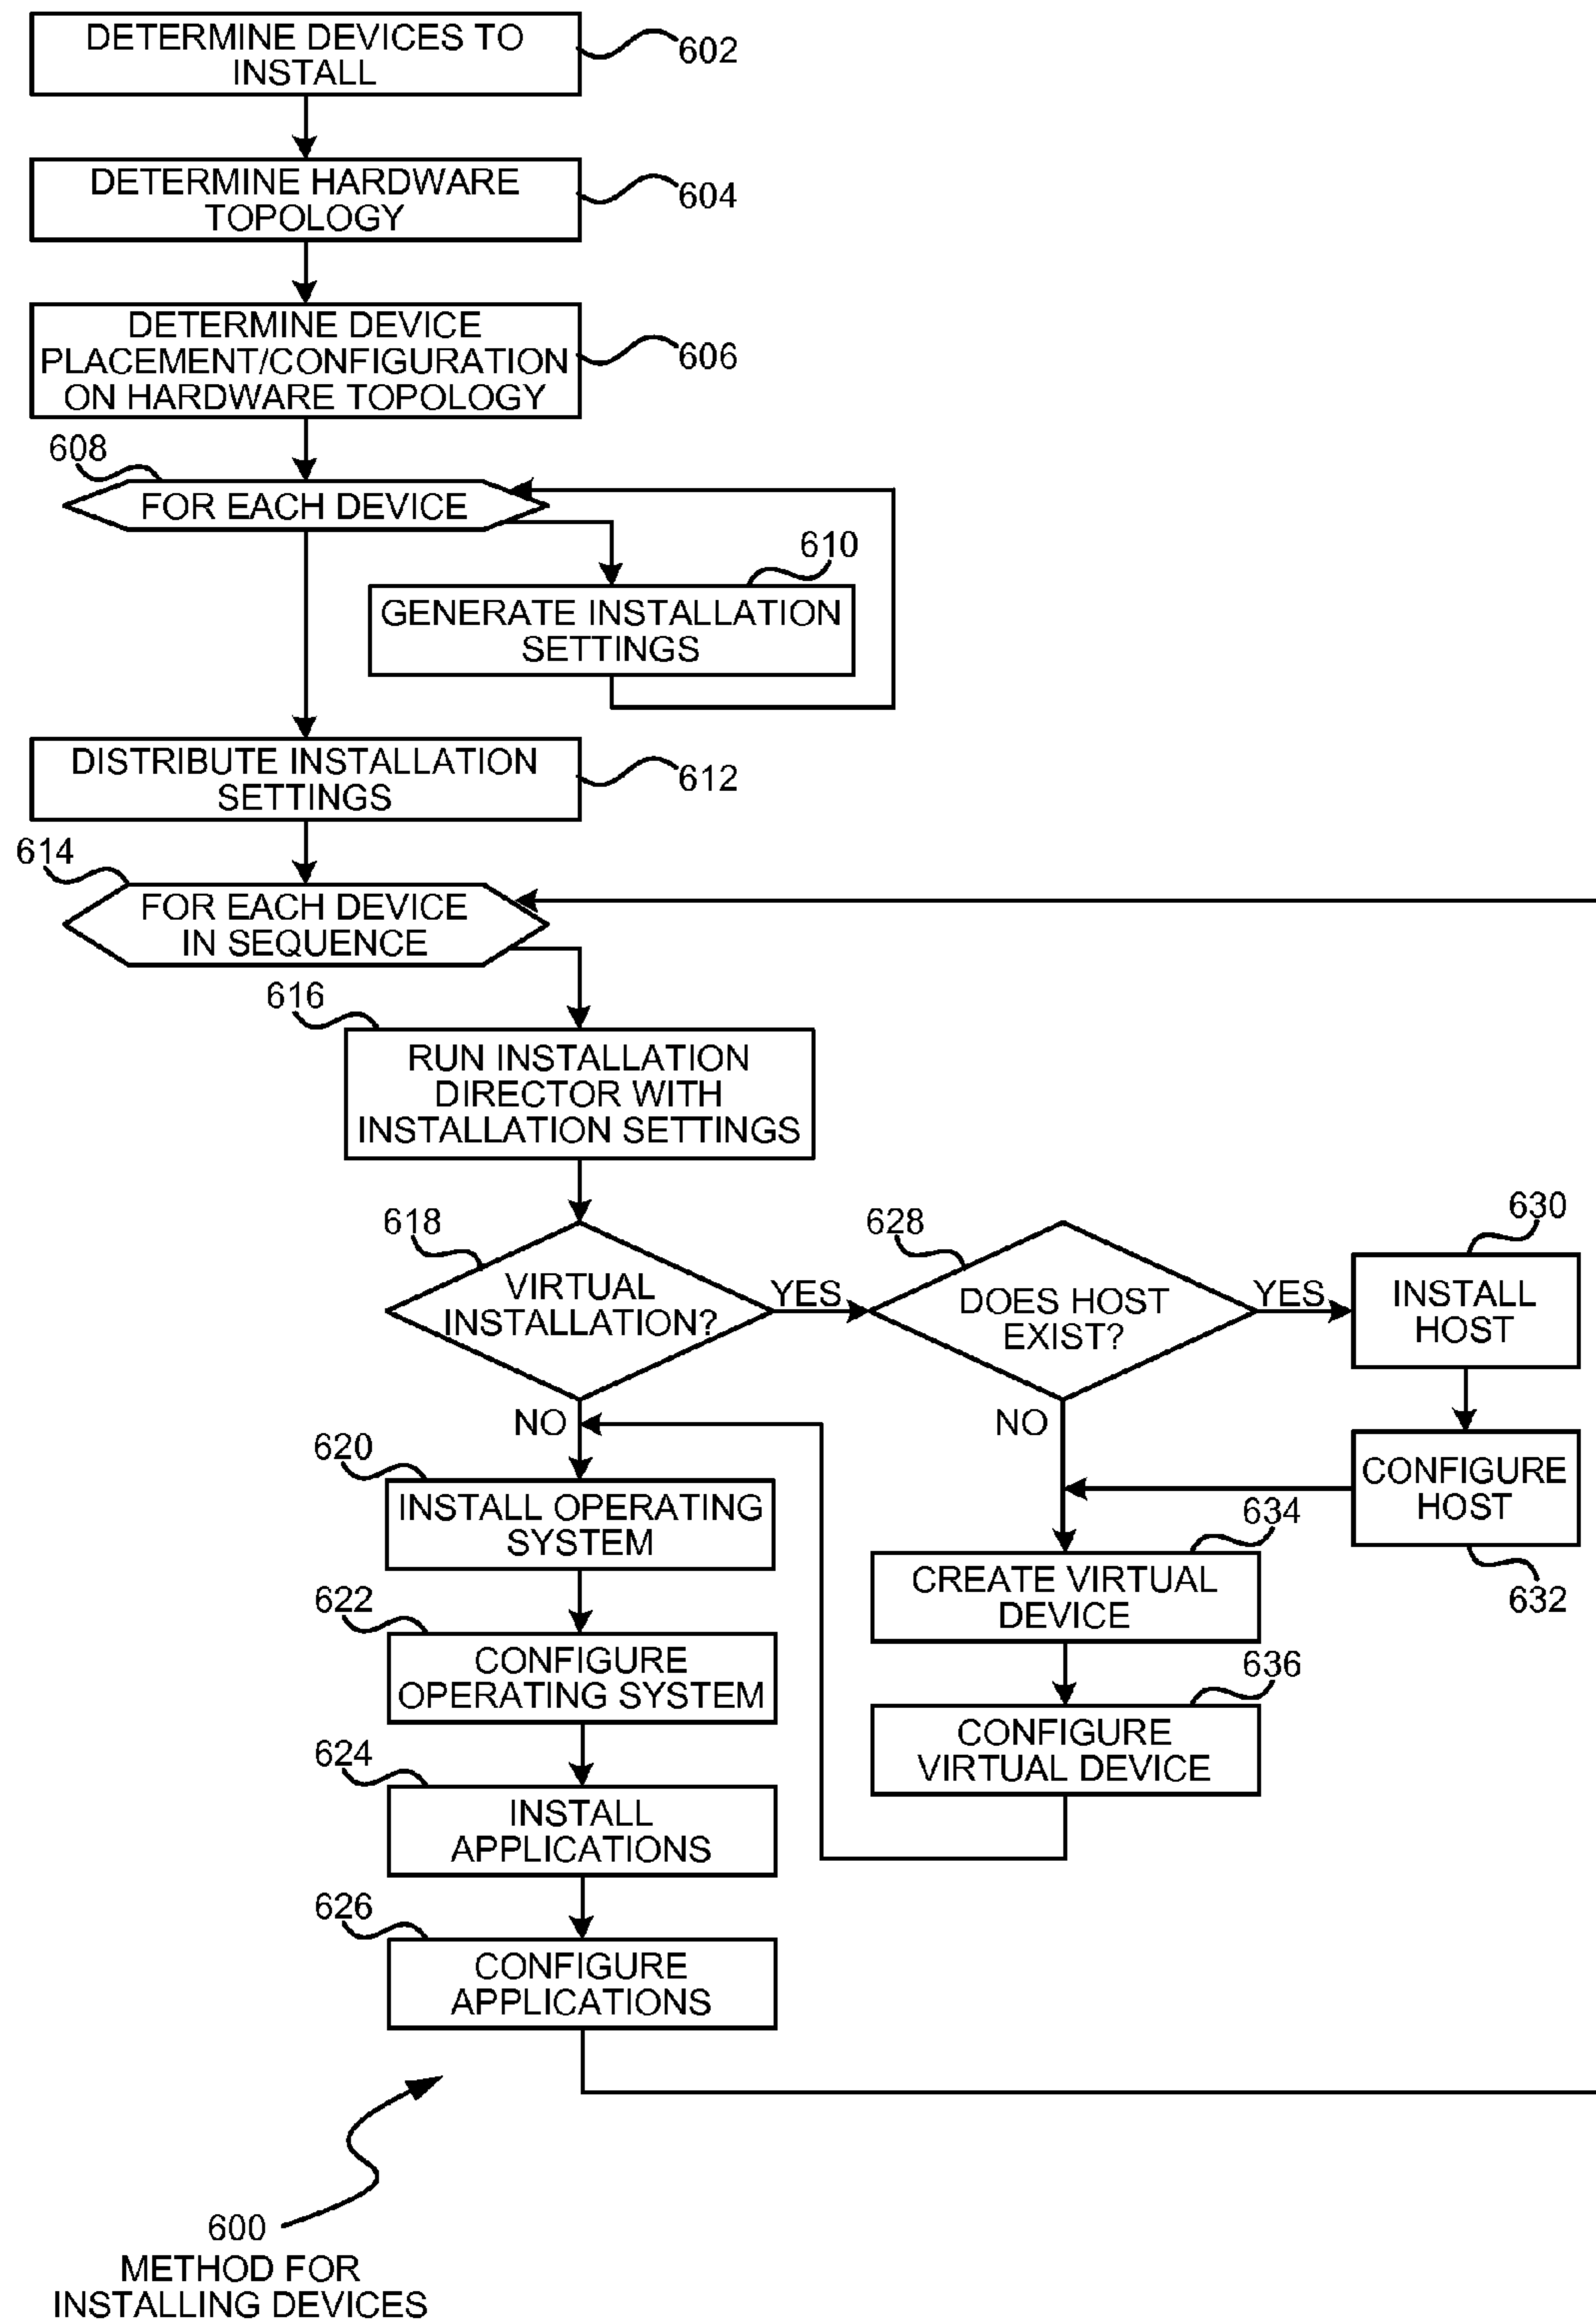 DETERMINE DEVICES TO
INSTALL
602
DETERMINE HARDWARE
TOPOLOGY
604
DETERMINE DEVICE
PLACEMENT/CONFIGURATION
ON HARDWARE TOPOLOGY
606
608
FOR EACH DEVICE
610
GENERATE INSTALLATION
SETTINGS
DISTRIBUTE INSTALLATION
SETTINGS
612
614
FOR EACH DEVICE
IN SEQUENCE
616
RUN INSTALLATION
DIRECTOR WITH
INSTALLATION SETTINGS
618
VIRTUAL
INSTALLATION?
YES
NO
628
DOES HOST
EXIST?
YES
NO
630
INSTALL
HOST
CONFIGURE
HOST
632
634
CREATE VIRTUAL
DEVICE
636
CONFIGURE
VIRTUAL DEVICE
620
INSTALL OPERATING
SYSTEM
622
CONFIGURE
OPERATING SYSTEM
624
INSTALL
APPLICATIONS
626
CONFIGURE
APPLICATIONS
600
METHOD FOR
INSTALLING DEVICES